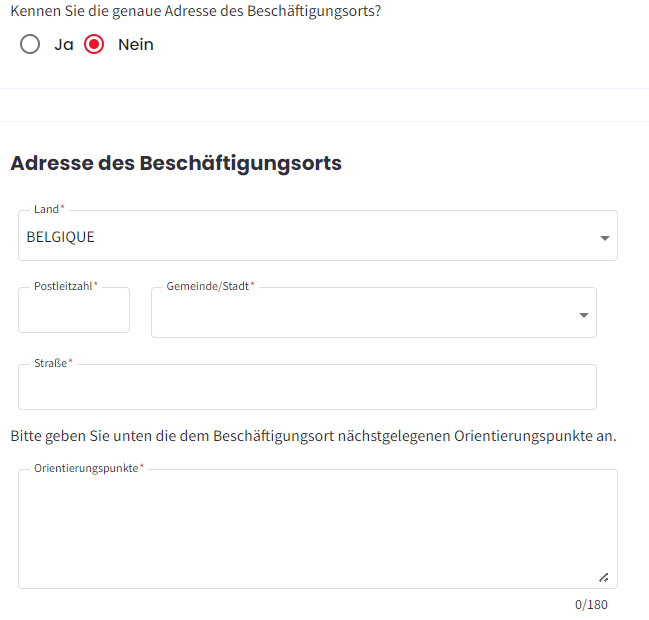 Kennen Sie die genaue Adresse des Beschäftigungsorts?
Ja Nein
Adresse des Beschäftigungsorts
Land*
BELGIQUE
Postleitzahl* Gemeinde/Stadt*
Straße*
Bitte geben Sie unten die dem Beschäftigungsort nächstgelegenen Orientierungspunkte an.
Orientierungspunkte*
0/180